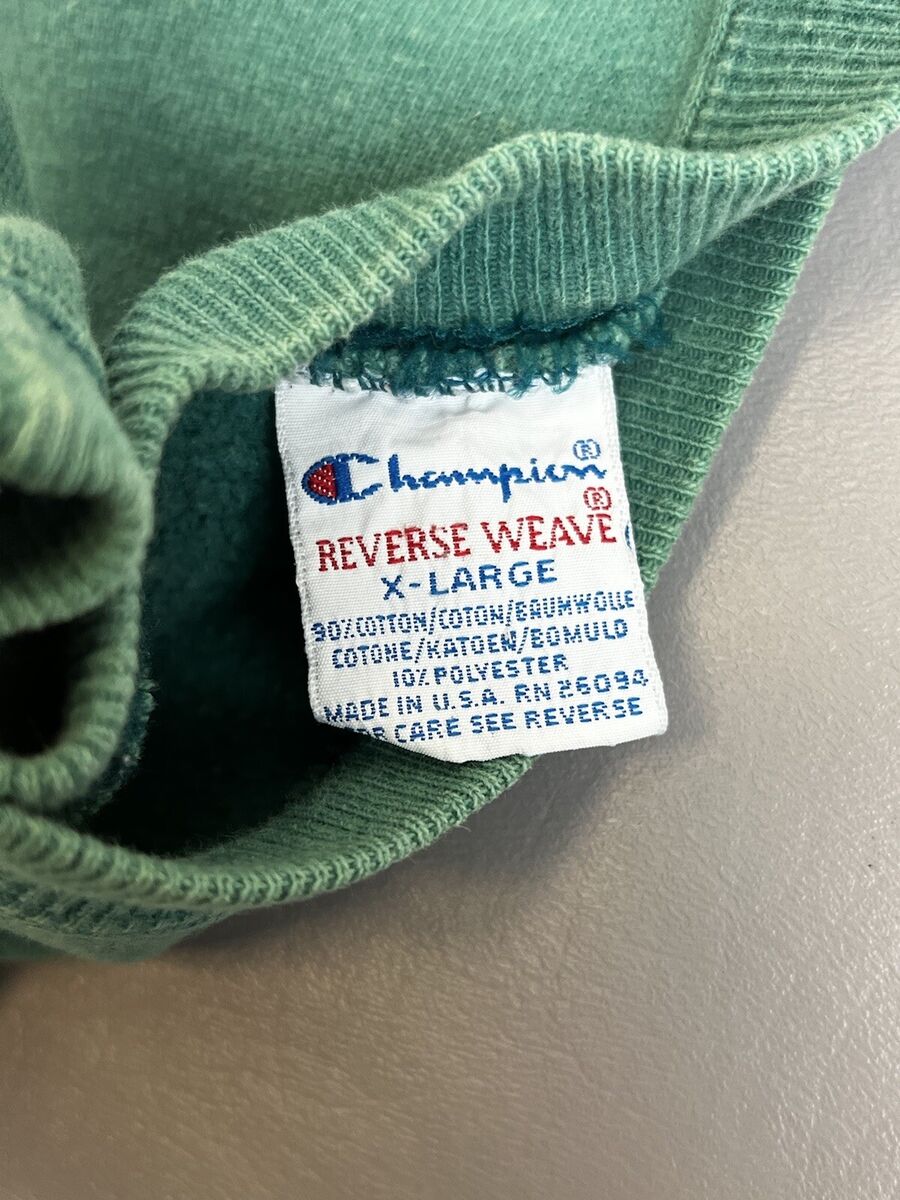 Champion®
REVERSE WEAVE®
X-LARGE
90% COTTON/COTON/BAUMWOLLE
COTONE/KATOEN/BOMULD
10% POLYESTER
MADE IN U.S.A. RN 26094
CARE SEE REVERSE